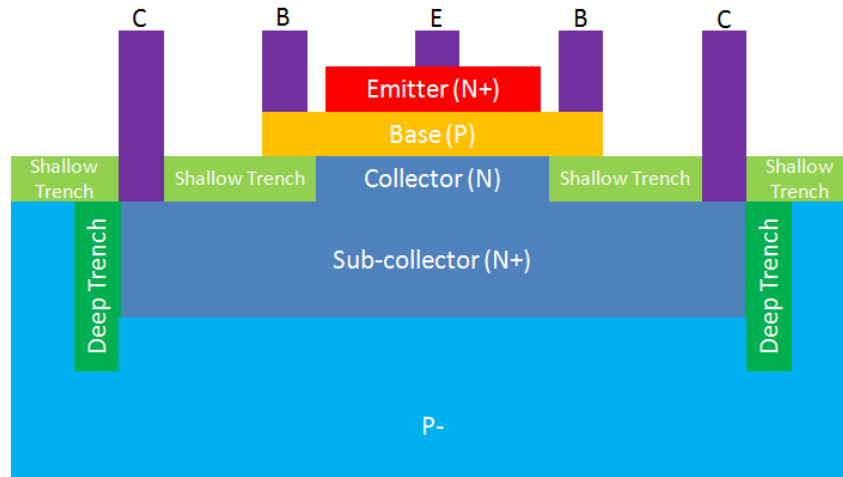 C B E B C
Emitter (N+)
Base (P)
Shallow
Trench
Shallow Trench
Collector (N)
Shallow Trench
Shallow
Trench
Deep Trench
Sub-collector (N+)
Deep Trench
P-